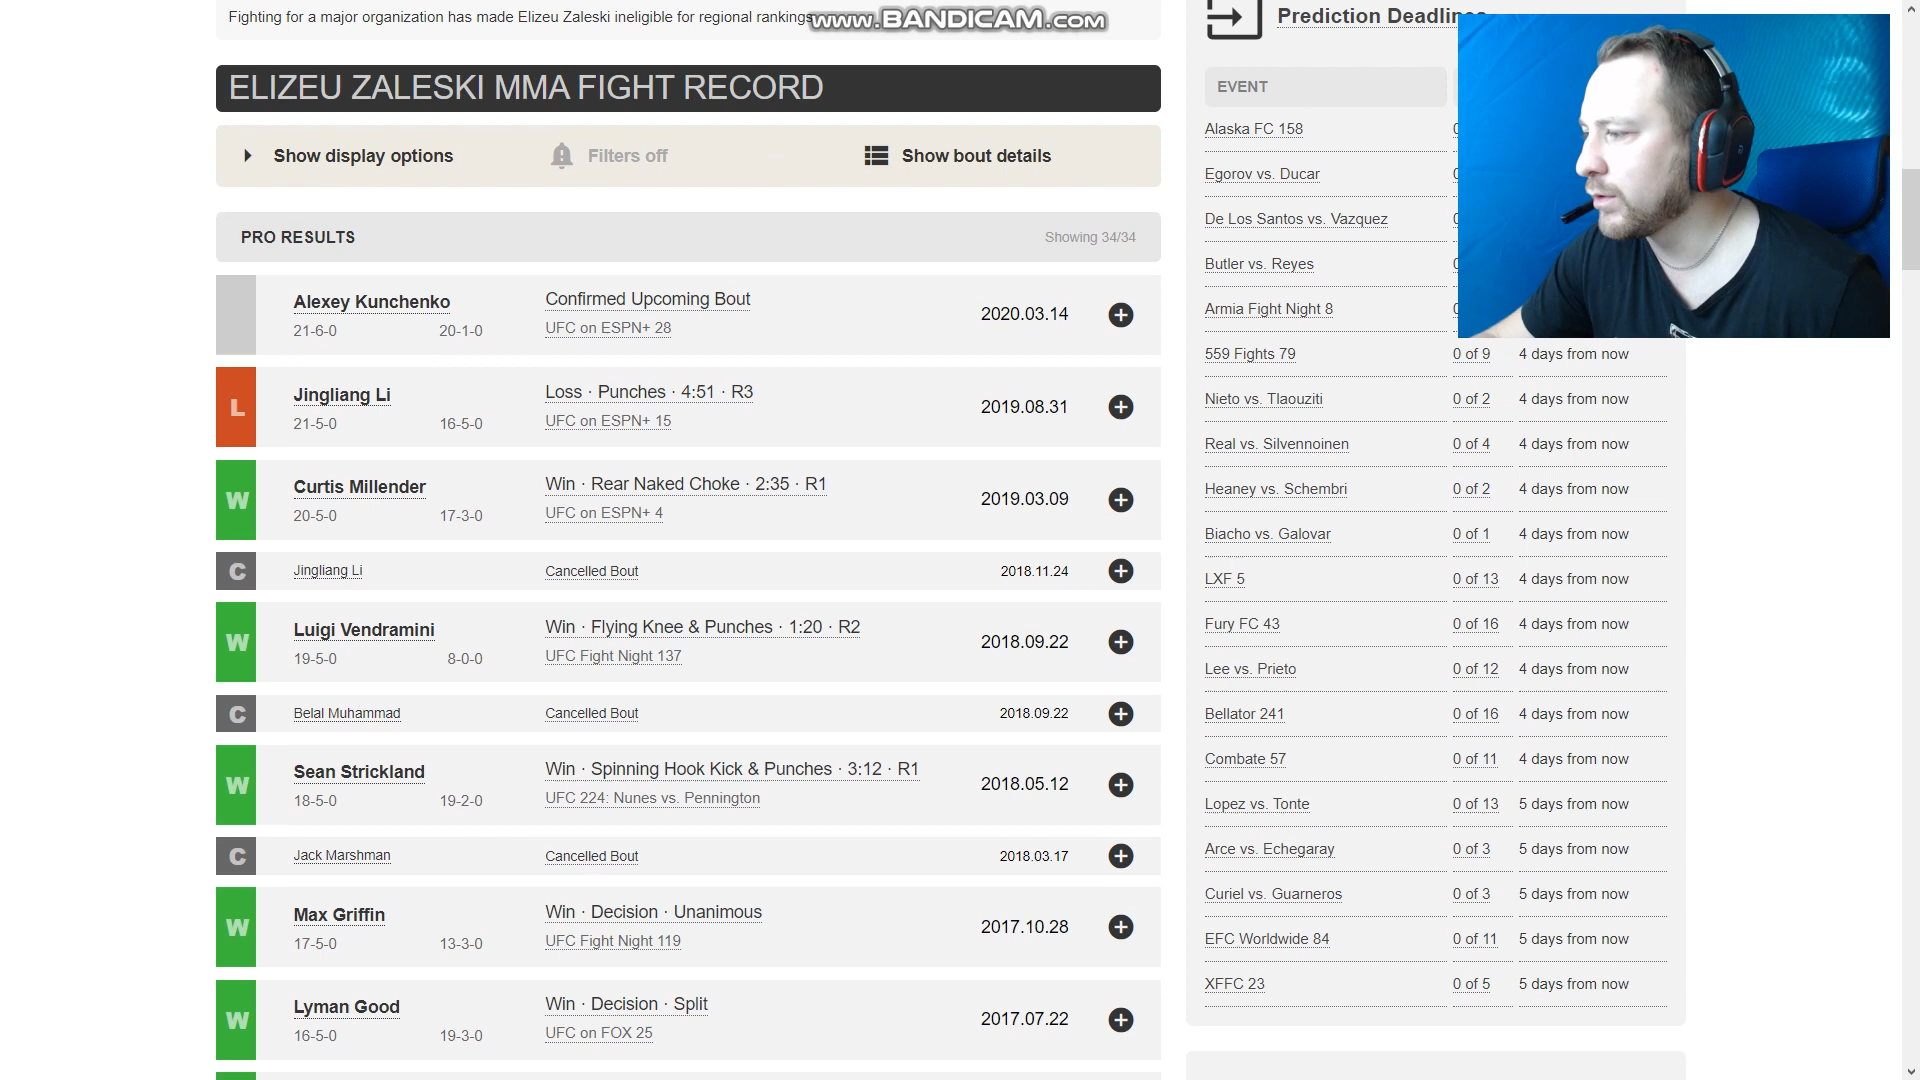 Fighting for a major organization has made Elizeu Zaleski ineligible for regional rankings
www.BANDICAM.com
ELIZEU ZALESKI MMA FIGHT RECORD
Show display options
Filters off
Show bout details
PRO RESULTS
Showing 34/34
Alexey Kunchenko
21-6-0 20-1-0
Confirmed Upcoming Bout
UFC on ESPN+ 28
2020.03.14
L
Jingliang Li
21-5-0 16-5-0
Loss · Punches · 4:51 · R3
UFC on ESPN+ 15
2019.08.31
W
Curtis Millender
20-5-0 17-3-0
Win · Rear Naked Choke · 2:35 · R1
UFC on ESPN+ 4
2019.03.09
C
Jingliang Li
Cancelled Bout
2018.11.24
W
Luigi Vendramini
19-5-0 8-0-0
Win · Flying Knee & Punches · 1:20 · R2
UFC Fight Night 137
2018.09.22
C
Belal Muhammad
Cancelled Bout
2018.09.22
W
Sean Strickland
18-5-0 19-2-0
Win · Spinning Hook Kick & Punches · 3:12 · R1
UFC 224: Nunes vs. Pennington
2018.05.12
C
Jack Marshman
Cancelled Bout
2018.03.17
W
Max Griffin
17-5-0 13-3-0
Win · Decision · Unanimous
UFC Fight Night 119
2017.10.28
W
Lyman Good
16-5-0 19-3-0
Win · Decision · Split
UFC on FOX 25
2017.07.22
Prediction Deadlines
EVENT
Alaska FC 158
Egorov vs. Ducar
De Los Santos vs. Vazquez
Butler vs. Reyes
Armia Fight Night 8
559 Fights 79 0 of 9 4 days from now
Nieto vs. Tlaouziti 0 of 2 4 days from now
Real vs. Silvennoinen 0 of 4 4 days from now
Heaney vs. Schembri 0 of 2 4 days from now
Biacho vs. Galovar 0 of 1 4 days from now
LXF 5 0 of 13 4 days from now
Fury FC 43 0 of 16 4 days from now
Lee vs. Prieto 0 of 12 4 days from now
Bellator 241 0 of 16 4 days from now
Combate 57 0 of 11 4 days from now
Lopez vs. Tonte 0 of 13 5 days from now
Arce vs. Echegaray 0 of 3 5 days from now
Curiel vs. Guarneros 0 of 3 5 days from now
EFC Worldwide 84 0 of 11 5 days from now
XFFC 23 0 of 5 5 days from now